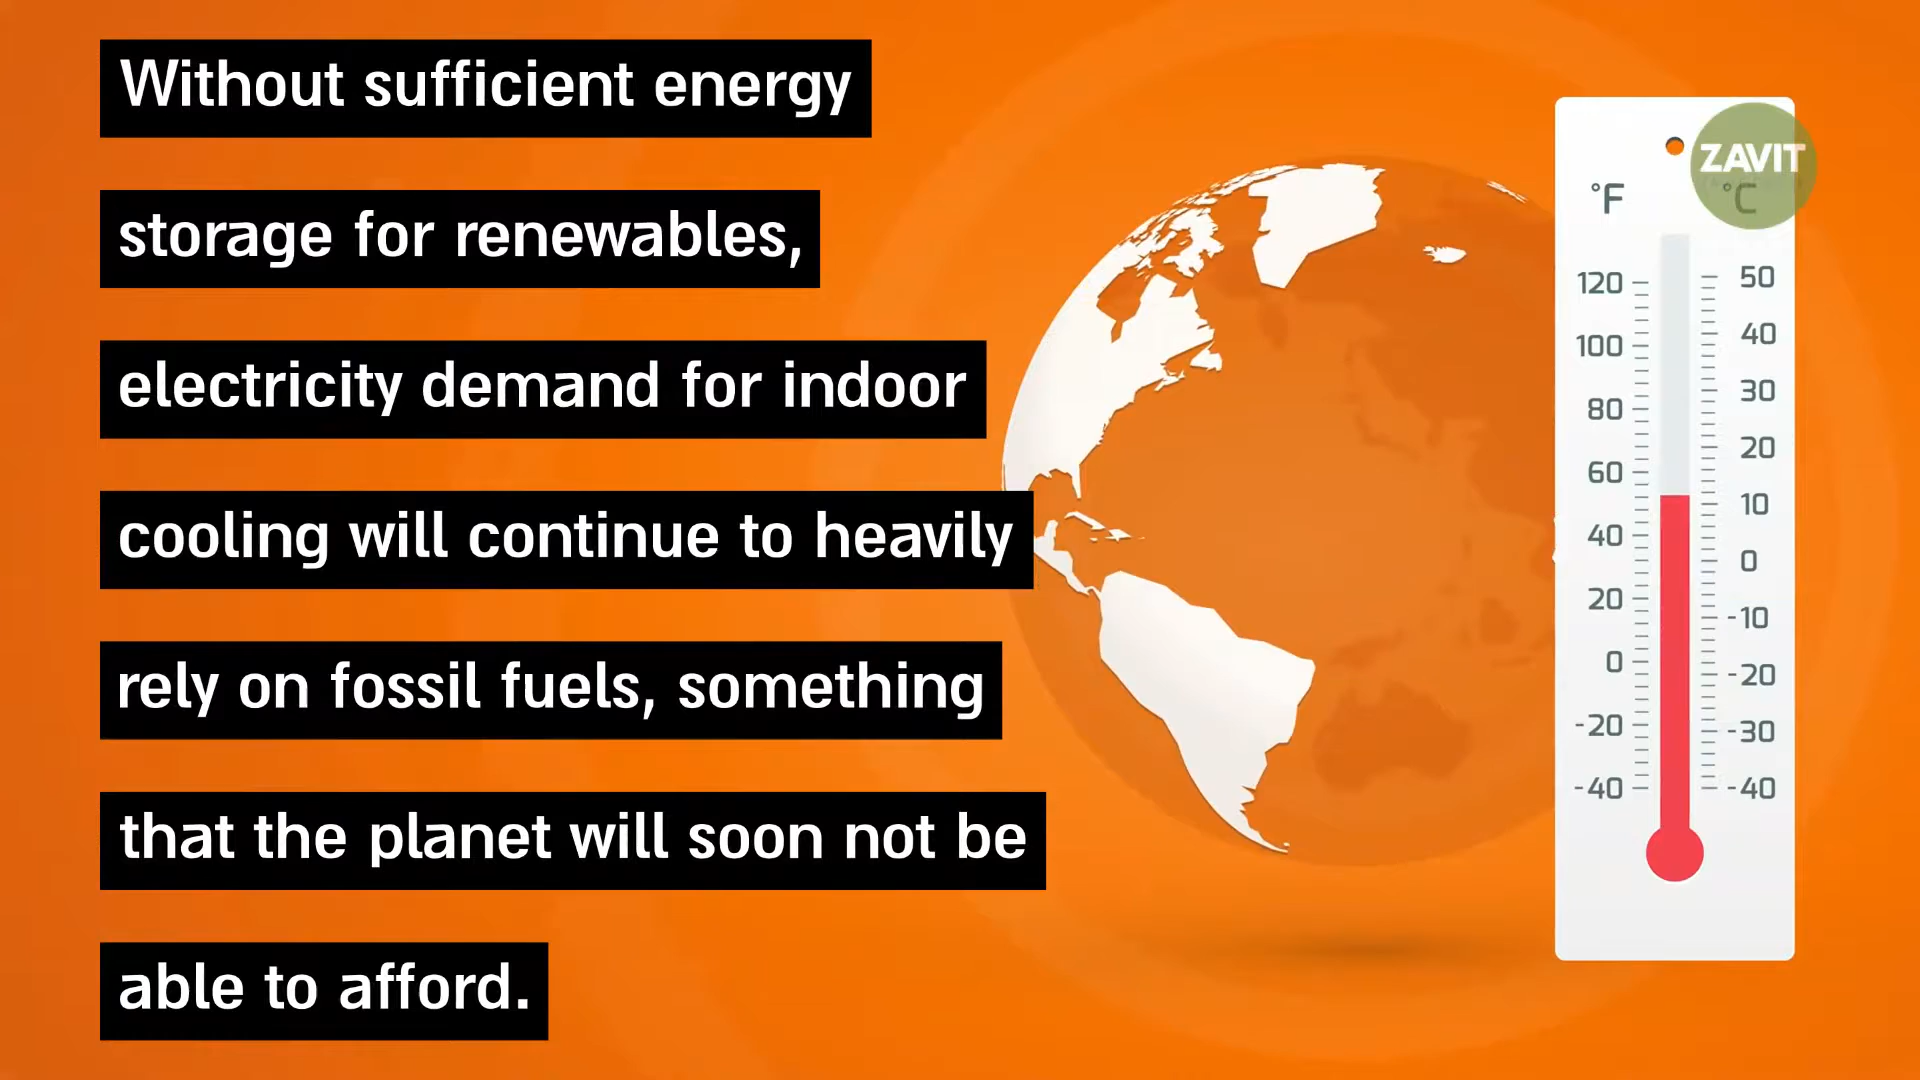 Without sufficient energy
storage for renewables,
electricity demand for indoor
cooling will continue to heavily
rely on fossil fuels, something
that the planet will soon not be
able to afford.
ZAVIT
°F °C
120 50
100 40
80 30
60 20
40 10
20 0
0 -10
-20 -20
-40 -30
-40